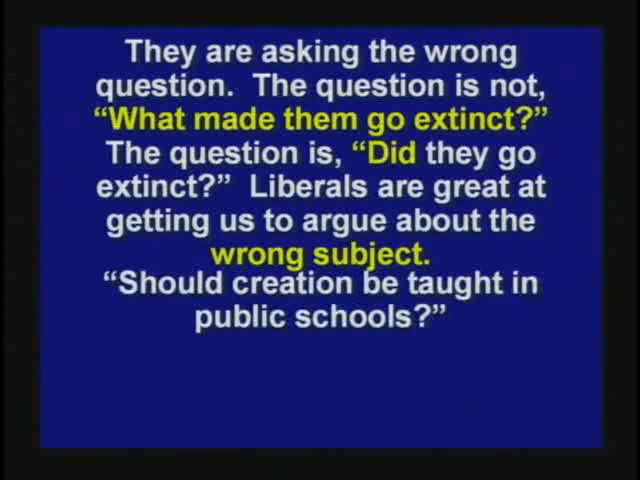 They are asking the wrong
question.  The question is not,
“What made them go extinct?”
The question is, “Did they go
extinct?”  Liberals are great at
getting us to argue about the
wrong subject.
“Should creation be taught in
public schools?”